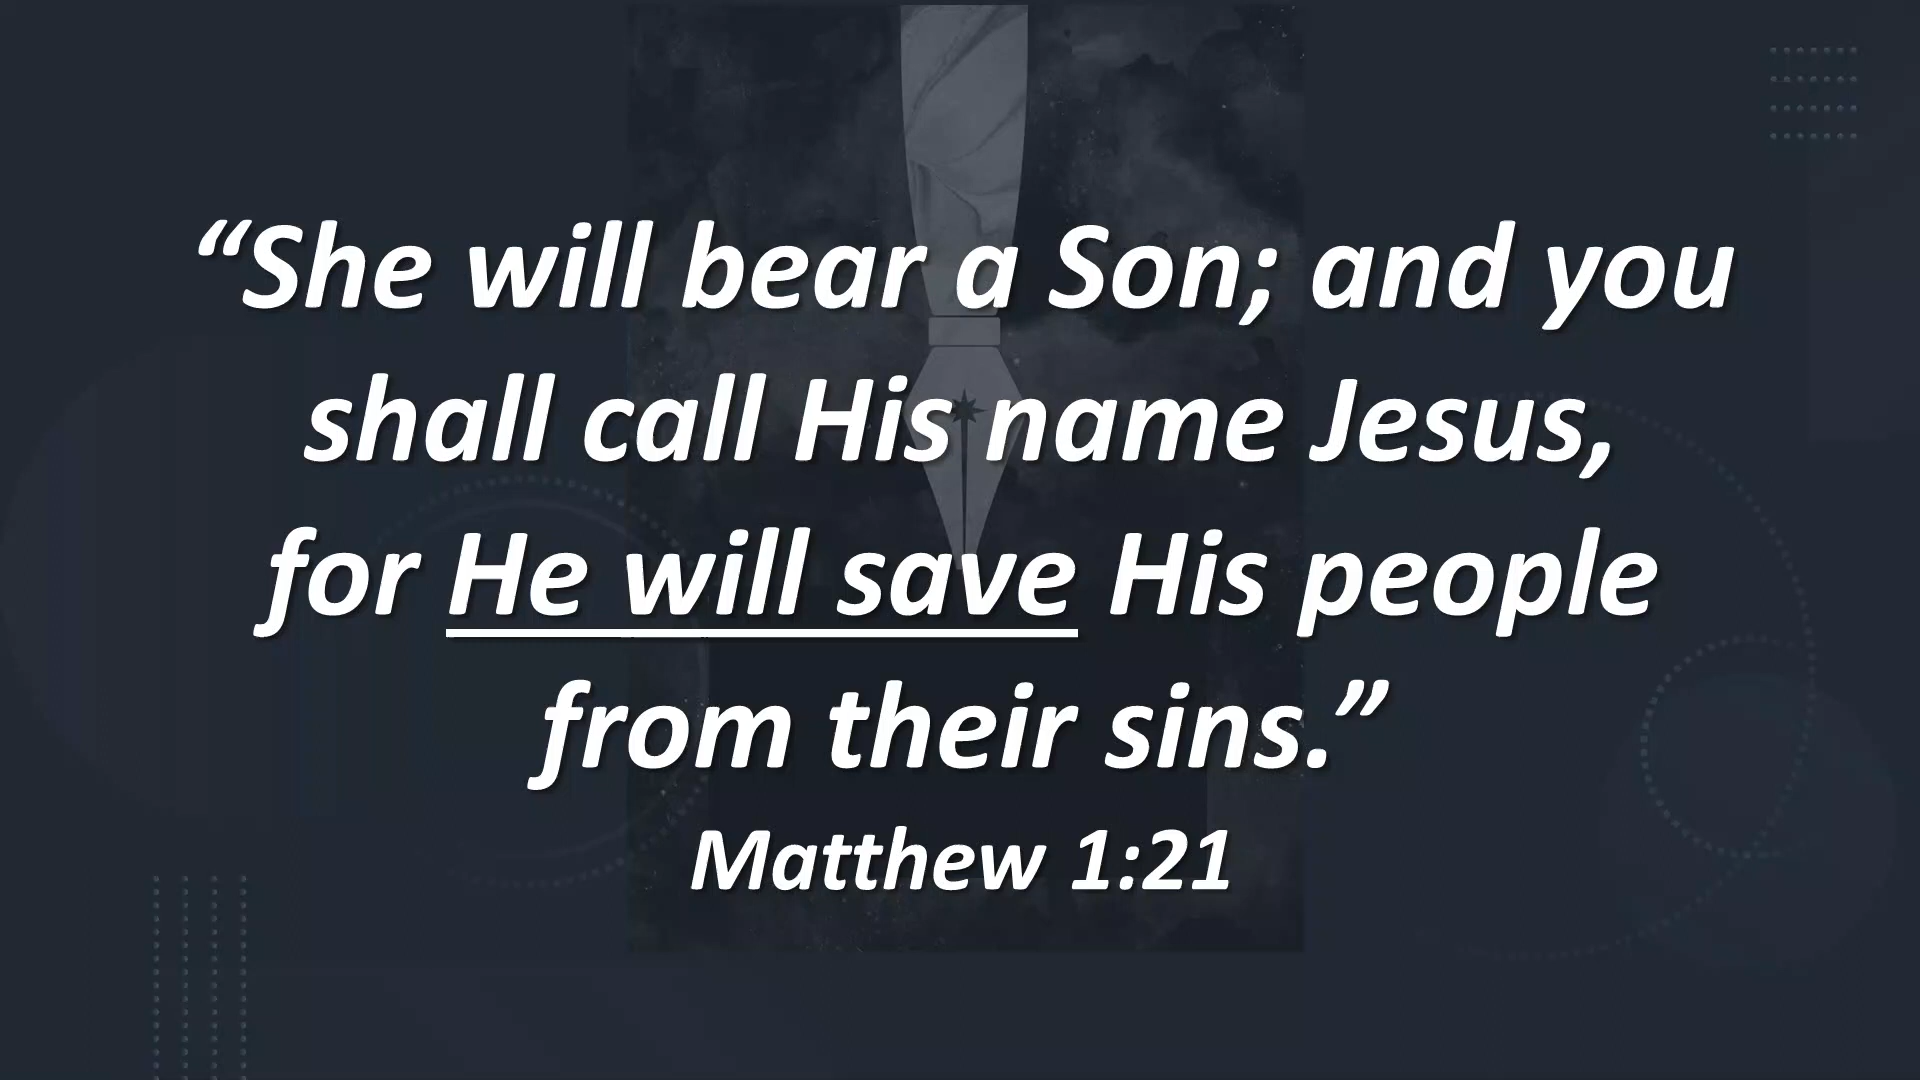 “She will bear a Son; and you
shall call His name Jesus,
for He will save His people
from their sins.”
Matthew 1:21